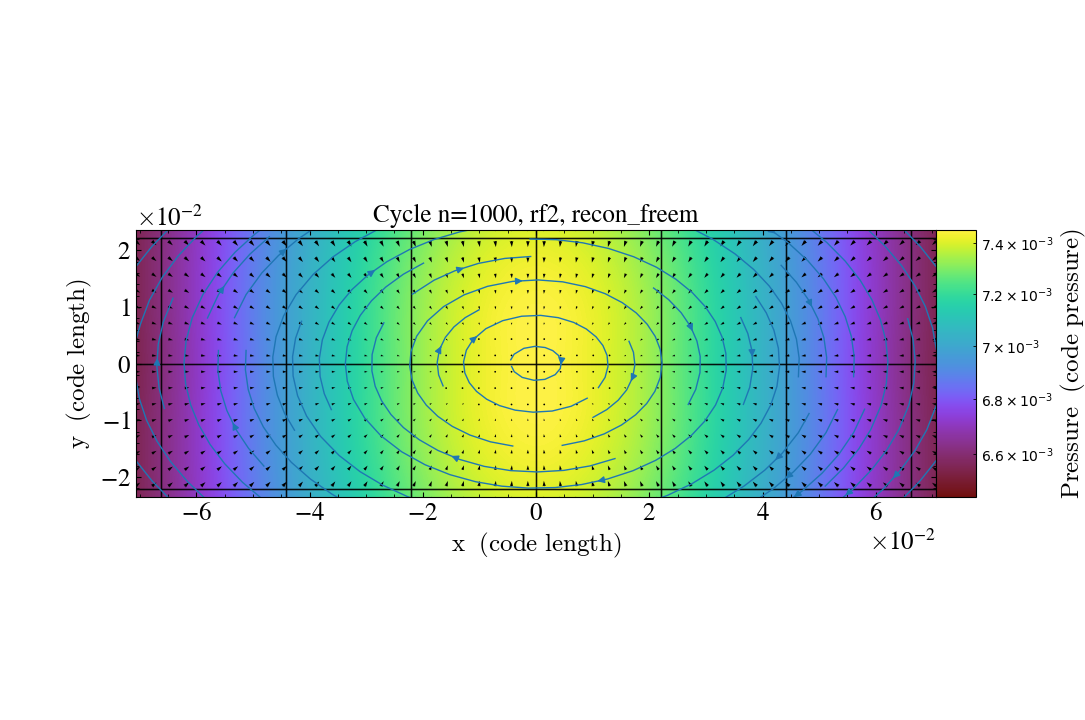 Cycle n=1000, rf2, recon_freem
×10⁻²
2
1
0
−1
−2
y (code length)
−6 −4 −2 0 2 4 6
×10⁻²
x (code length)
7.4 × 10⁻³
7.2 × 10⁻³
7 × 10⁻³
6.8 × 10⁻³
6.6 × 10⁻³
Pressure (code pressure)